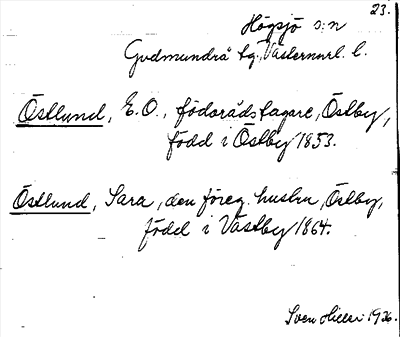 23.
Högsjö s:n
Gudmundrå tg. Västernorrl. l.
Östlund, E.O., födorådstagare, Östby,
född i Östby 1853.
Östlund, Sara, den föreg. hustru, Östby,
född i Västby 1864.
Sven 1936.